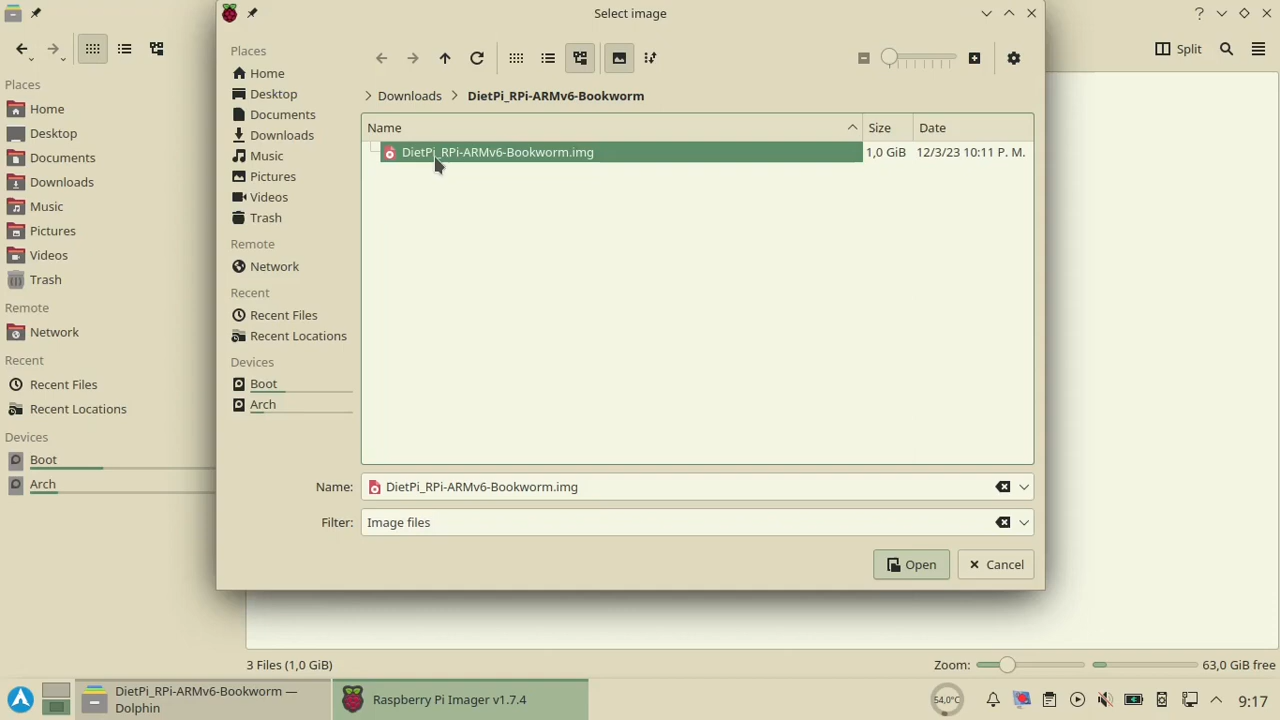 Select image
Split
Places
Home
Desktop
Documents
Downloads
Music
Pictures
Videos
Trash
Remote
Network
Recent
Recent Files
Recent Locations
Devices
Boot
Arch
Places
Home
Desktop
Documents
Downloads
Music
Pictures
Videos
Trash
Remote
Network
Recent
Recent Files
Recent Locations
Devices
Boot
Arch
Downloads DietPi_RPi-ARMv6-Bookworm
Name Size Date
DietPi_RPi-ARMv6-Bookworm.img 1,0 GiB 12/3/23 10:11 P. M.
Name: DietPi_RPi-ARMv6-Bookworm.img
Filter: Image files
Open Cancel
3 Files (1,0 GiB) Zoom: 63,0 GiB free
DietPi_RPi-ARMv6-Bookworm —
Dolphin
Raspberry Pi Imager v1.7.4
54,0°C
9:17